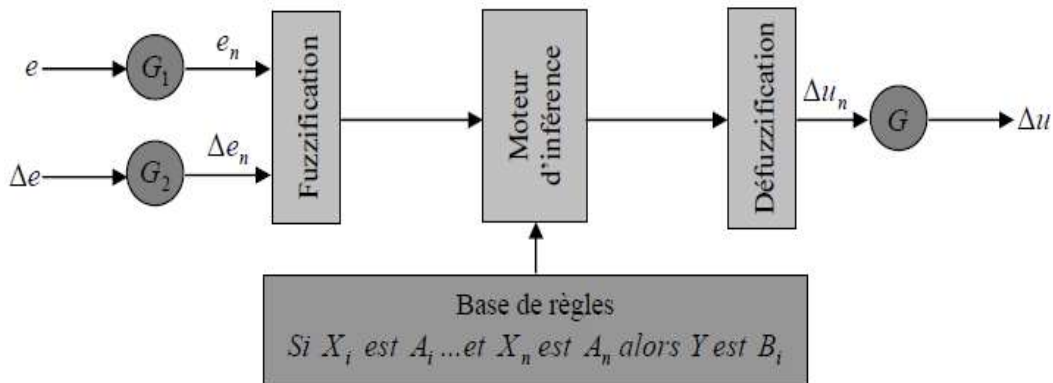 e
G₁
eₙ
Δe
G₂
Δeₙ
Fuzzification
Moteur
d'inférence
Défuzzification
Δuₙ
G
Δu
Base de règles
Si Xᵢ est Aᵢ ...et Xₙ est Aₙ alors Y est Bᵢ